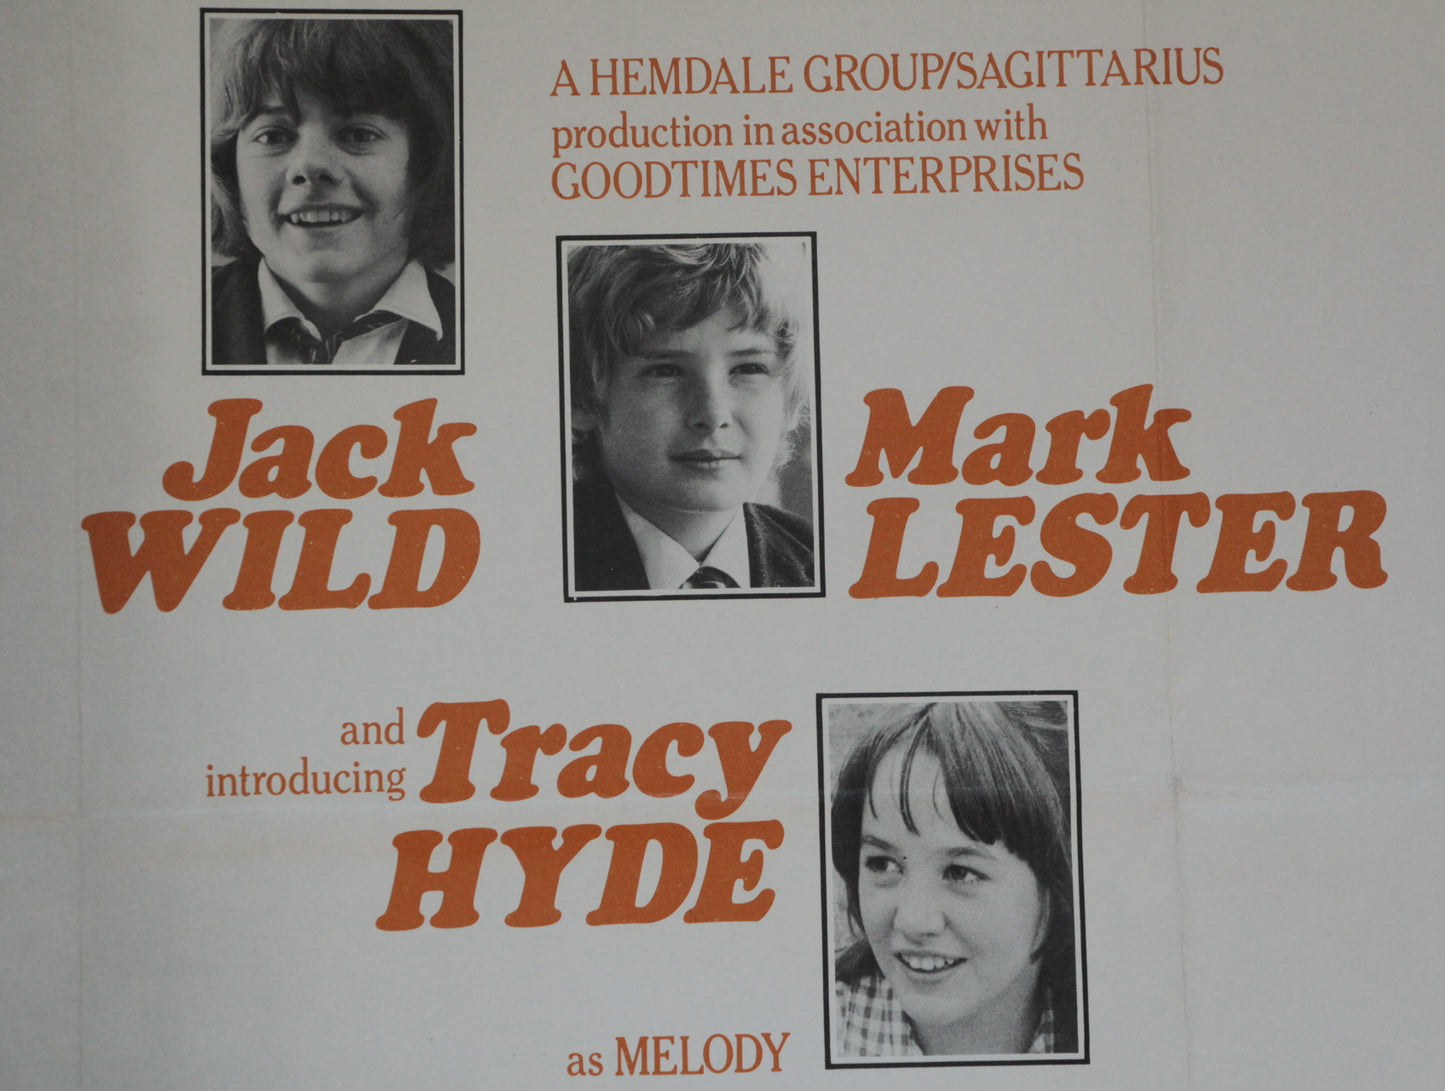 A HEMDALE GROUP/SAGITTARIUS
production in association with
GOODTIMES ENTERPRISES
Jack
WILD
Mark
LESTER
and
introducing
Tracy
HYDE
as MELODY